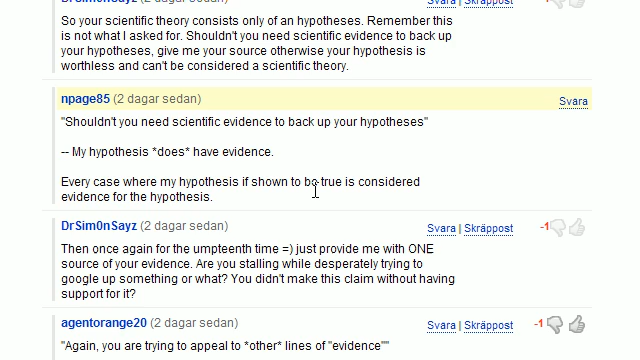 DrSim0nSayz (2 dagar sedan) Svara | Skräppost -1
So your scientific theory consists only of an hypotheses. Remember this
is not what I asked for. Shouldn't you need scientific evidence to back up
your hypotheses, give me your source otherwise your hypothesis is
worthless and can't be considered a scientific theory.
npage85 (2 dagar sedan) Svara
"Shouldn't you need scientific evidence to back up your hypotheses"
-- My hypothesis *does* have evidence.
Every case where my hypothesis if shown to be true is considered
evidence for the hypothesis.
DrSim0nSayz (2 dagar sedan) Svara | Skräppost -1
Then once again for the umpteenth time =) just provide me with ONE
source of your evidence. Are you stalling while desperately trying to
google up something or what? You didn't make this claim without having
support for it?
agentorange20 (2 dagar sedan) Svara | Skräppost -1
"Again, you are trying to appeal to *other* lines of "evidence""